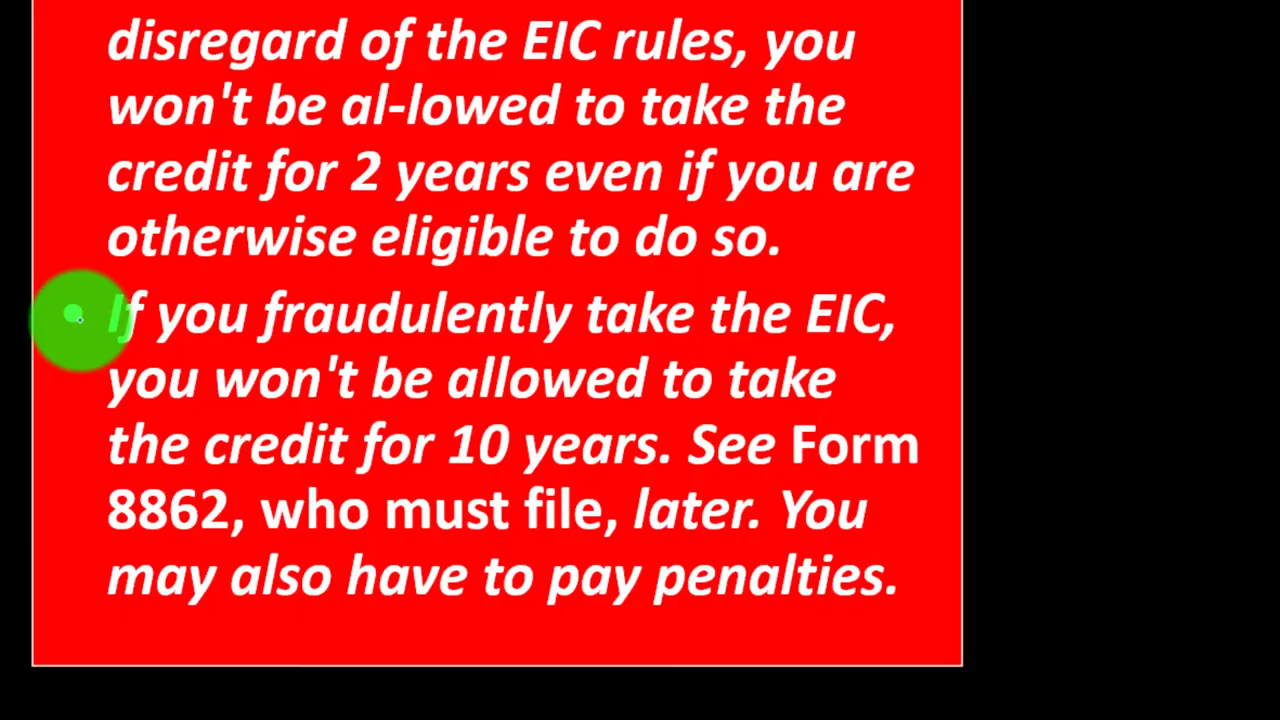 disregard of the EIC rules, you
won't be al-lowed to take the
credit for 2 years even if you are
otherwise eligible to do so.
If you fraudulently take the EIC,
you won't be allowed to take
the credit for 10 years. See Form
8862, who must file, later. You
may also have to pay penalties.